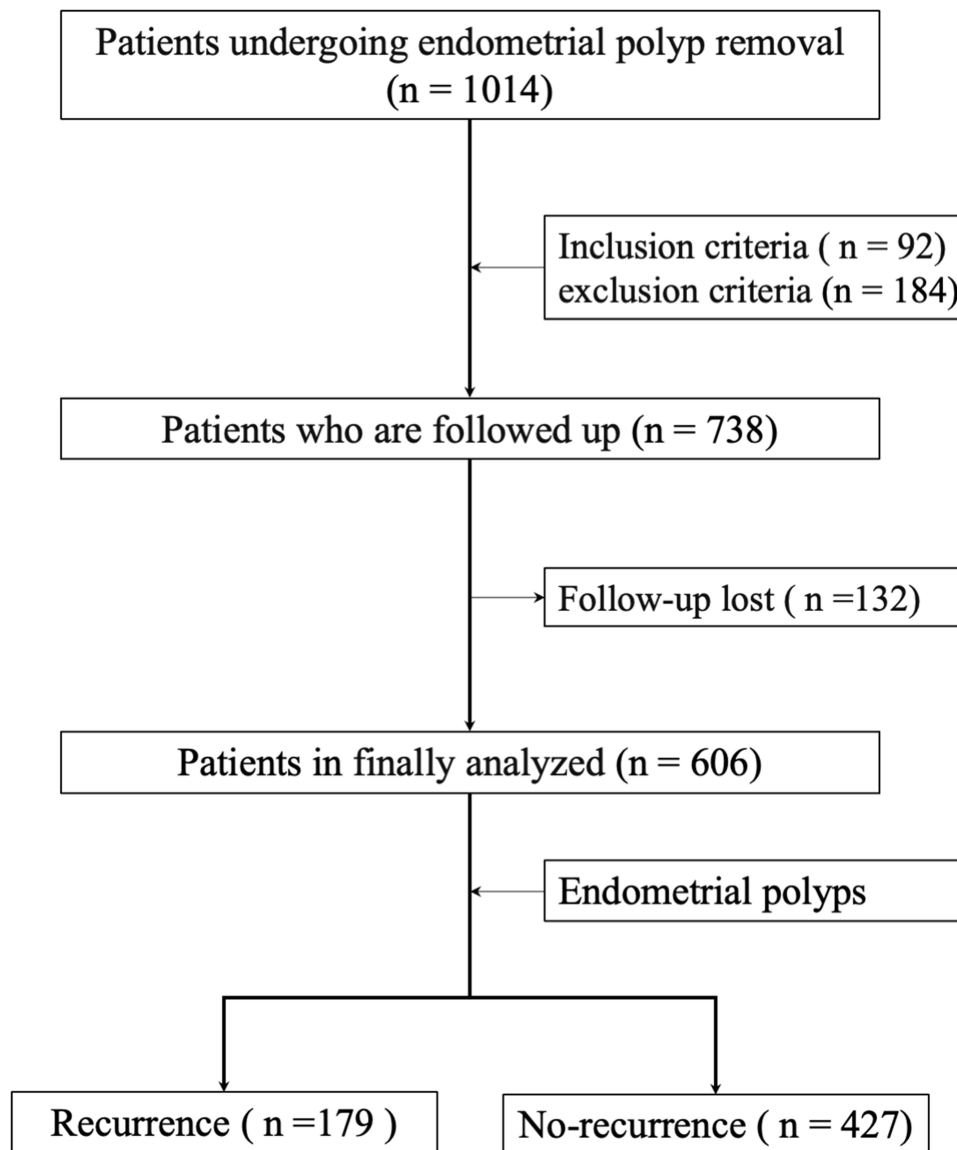 Patients undergoing endometrial polyp removal
(n = 1014)
Inclusion criteria ( n = 92)
exclusion criteria (n = 184)
Patients who are followed up (n = 738)
Follow-up lost ( n =132)
Patients in finally analyzed (n = 606)
Endometrial polyps
Recurrence ( n =179 )
No-recurrence ( n = 427)